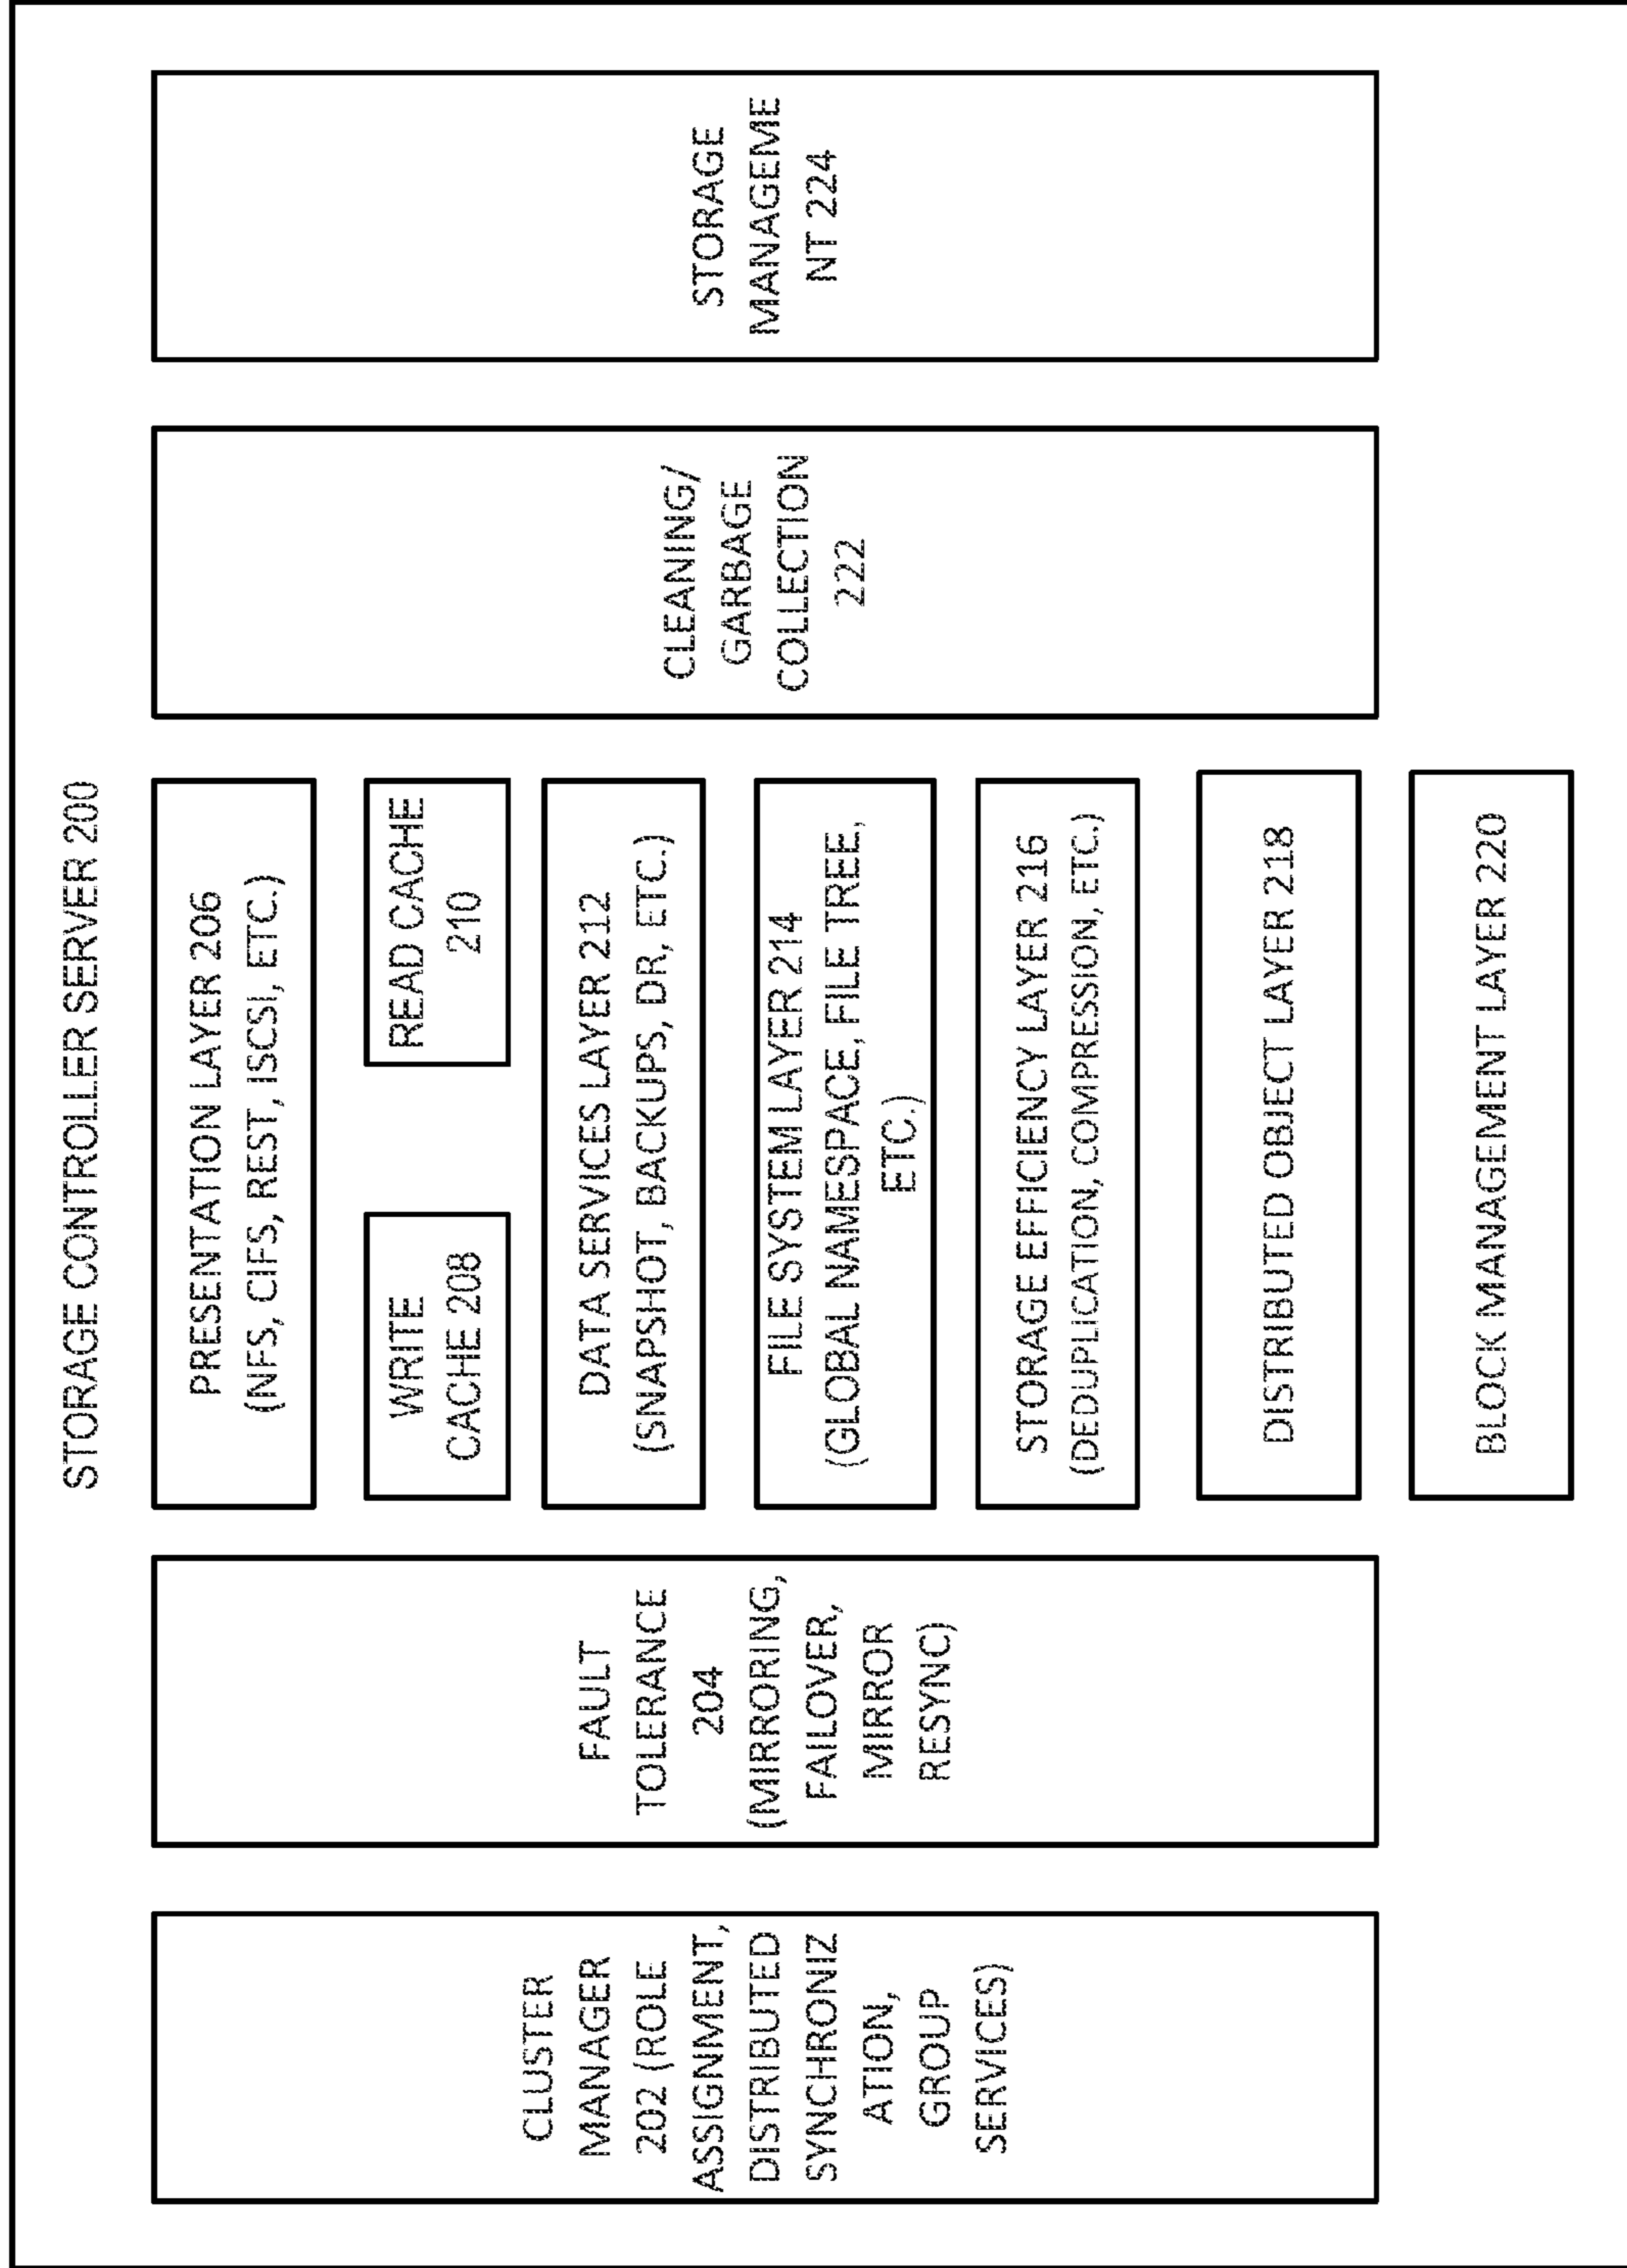 STORAGE CONTROLLER SERVER 200
CLUSTER
MANAGER
202 (ROLE
ASSIGNMENT,
DISTRIBUTED
SYNCHRONIZ
ATION,
GROUP
SERVICES)
FAULT
TOLERANCE
204
(MIRRORING,
FAILOVER,
MIRROR
RESYNC)
PRESENTATION LAYER 206
(NFS, CIFS, REST, ISCSI, ETC.)
WRITE
CACHE 208
READ CACHE
210
DATA SERVICES LAYER 212
(SNAPSHOT, BACKUPS, DR, ETC.)
FILE SYSTEM LAYER 214
(GLOBAL NAMESPACE, FILE TREE,
ETC.)
STORAGE EFFICIENCY LAYER 216
(DEDUPLICATION, COMPRESSION, ETC.)
DISTRIBUTED OBJECT LAYER 218
BLOCK MANAGEMENT LAYER 220
CLEANING/
GARBAGE
COLLECTION
222
STORAGE
MANAGEME
NT 224